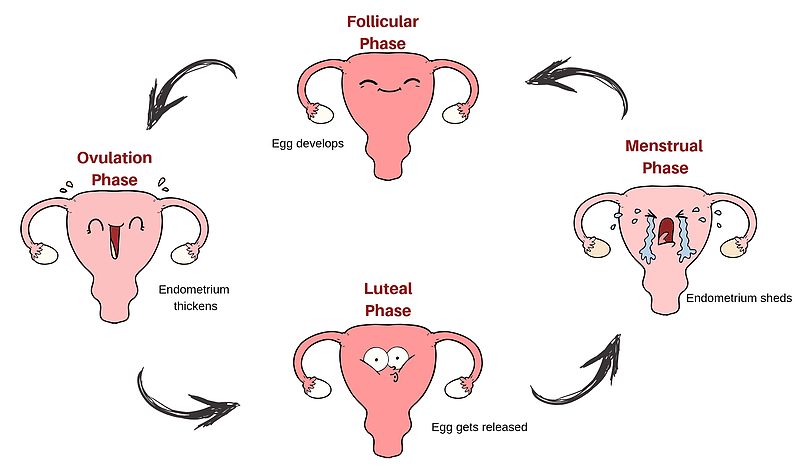 Follicular
Phase
Egg develops
Ovulation
Phase
Endometrium
thickens
Luteal
Phase
Egg gets released
Menstrual
Phase
Endometrium sheds